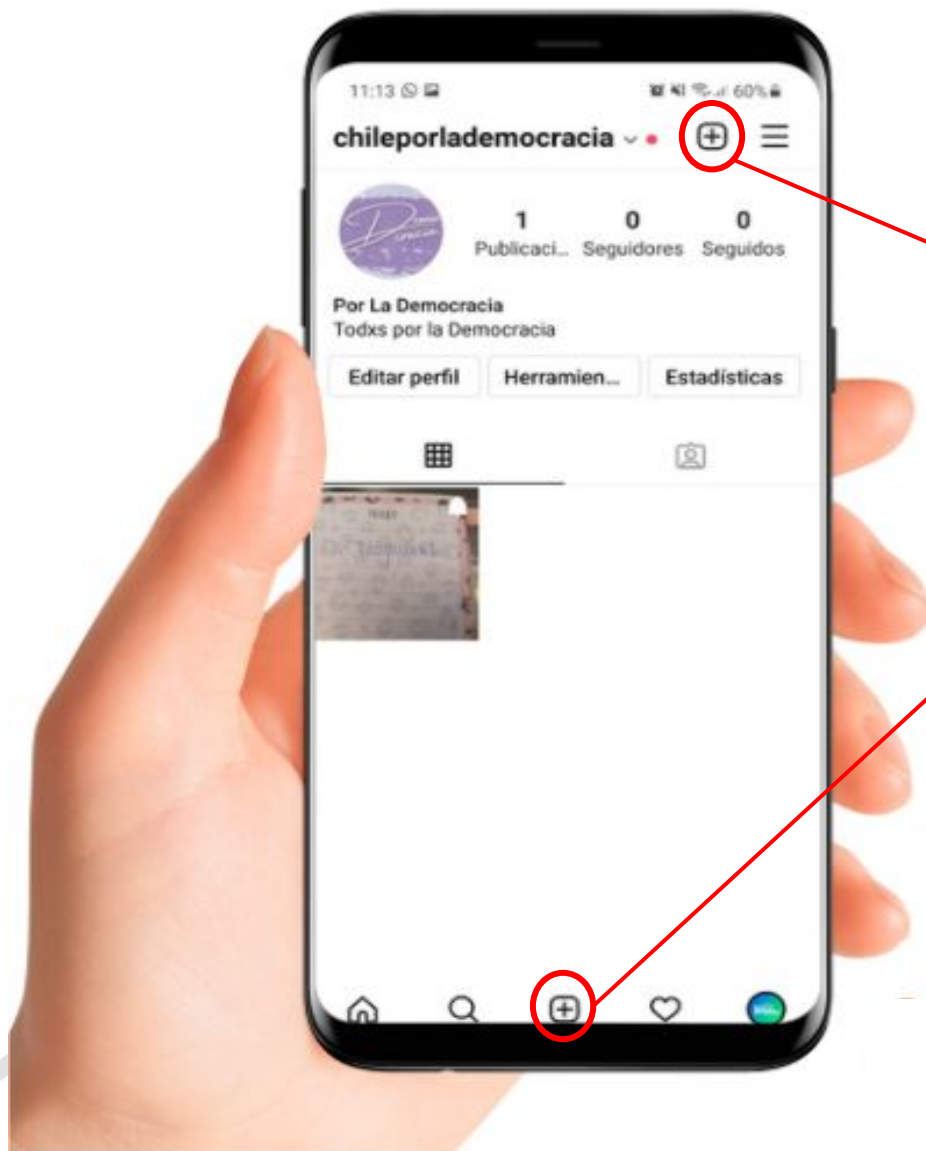 11:13 60%
chileporlademocracia
1 0 0
Publicaci... Seguidores Seguidos
Por La Democracia
Todxs por la Democracia
Editar perfil Herramien... Estadísticas